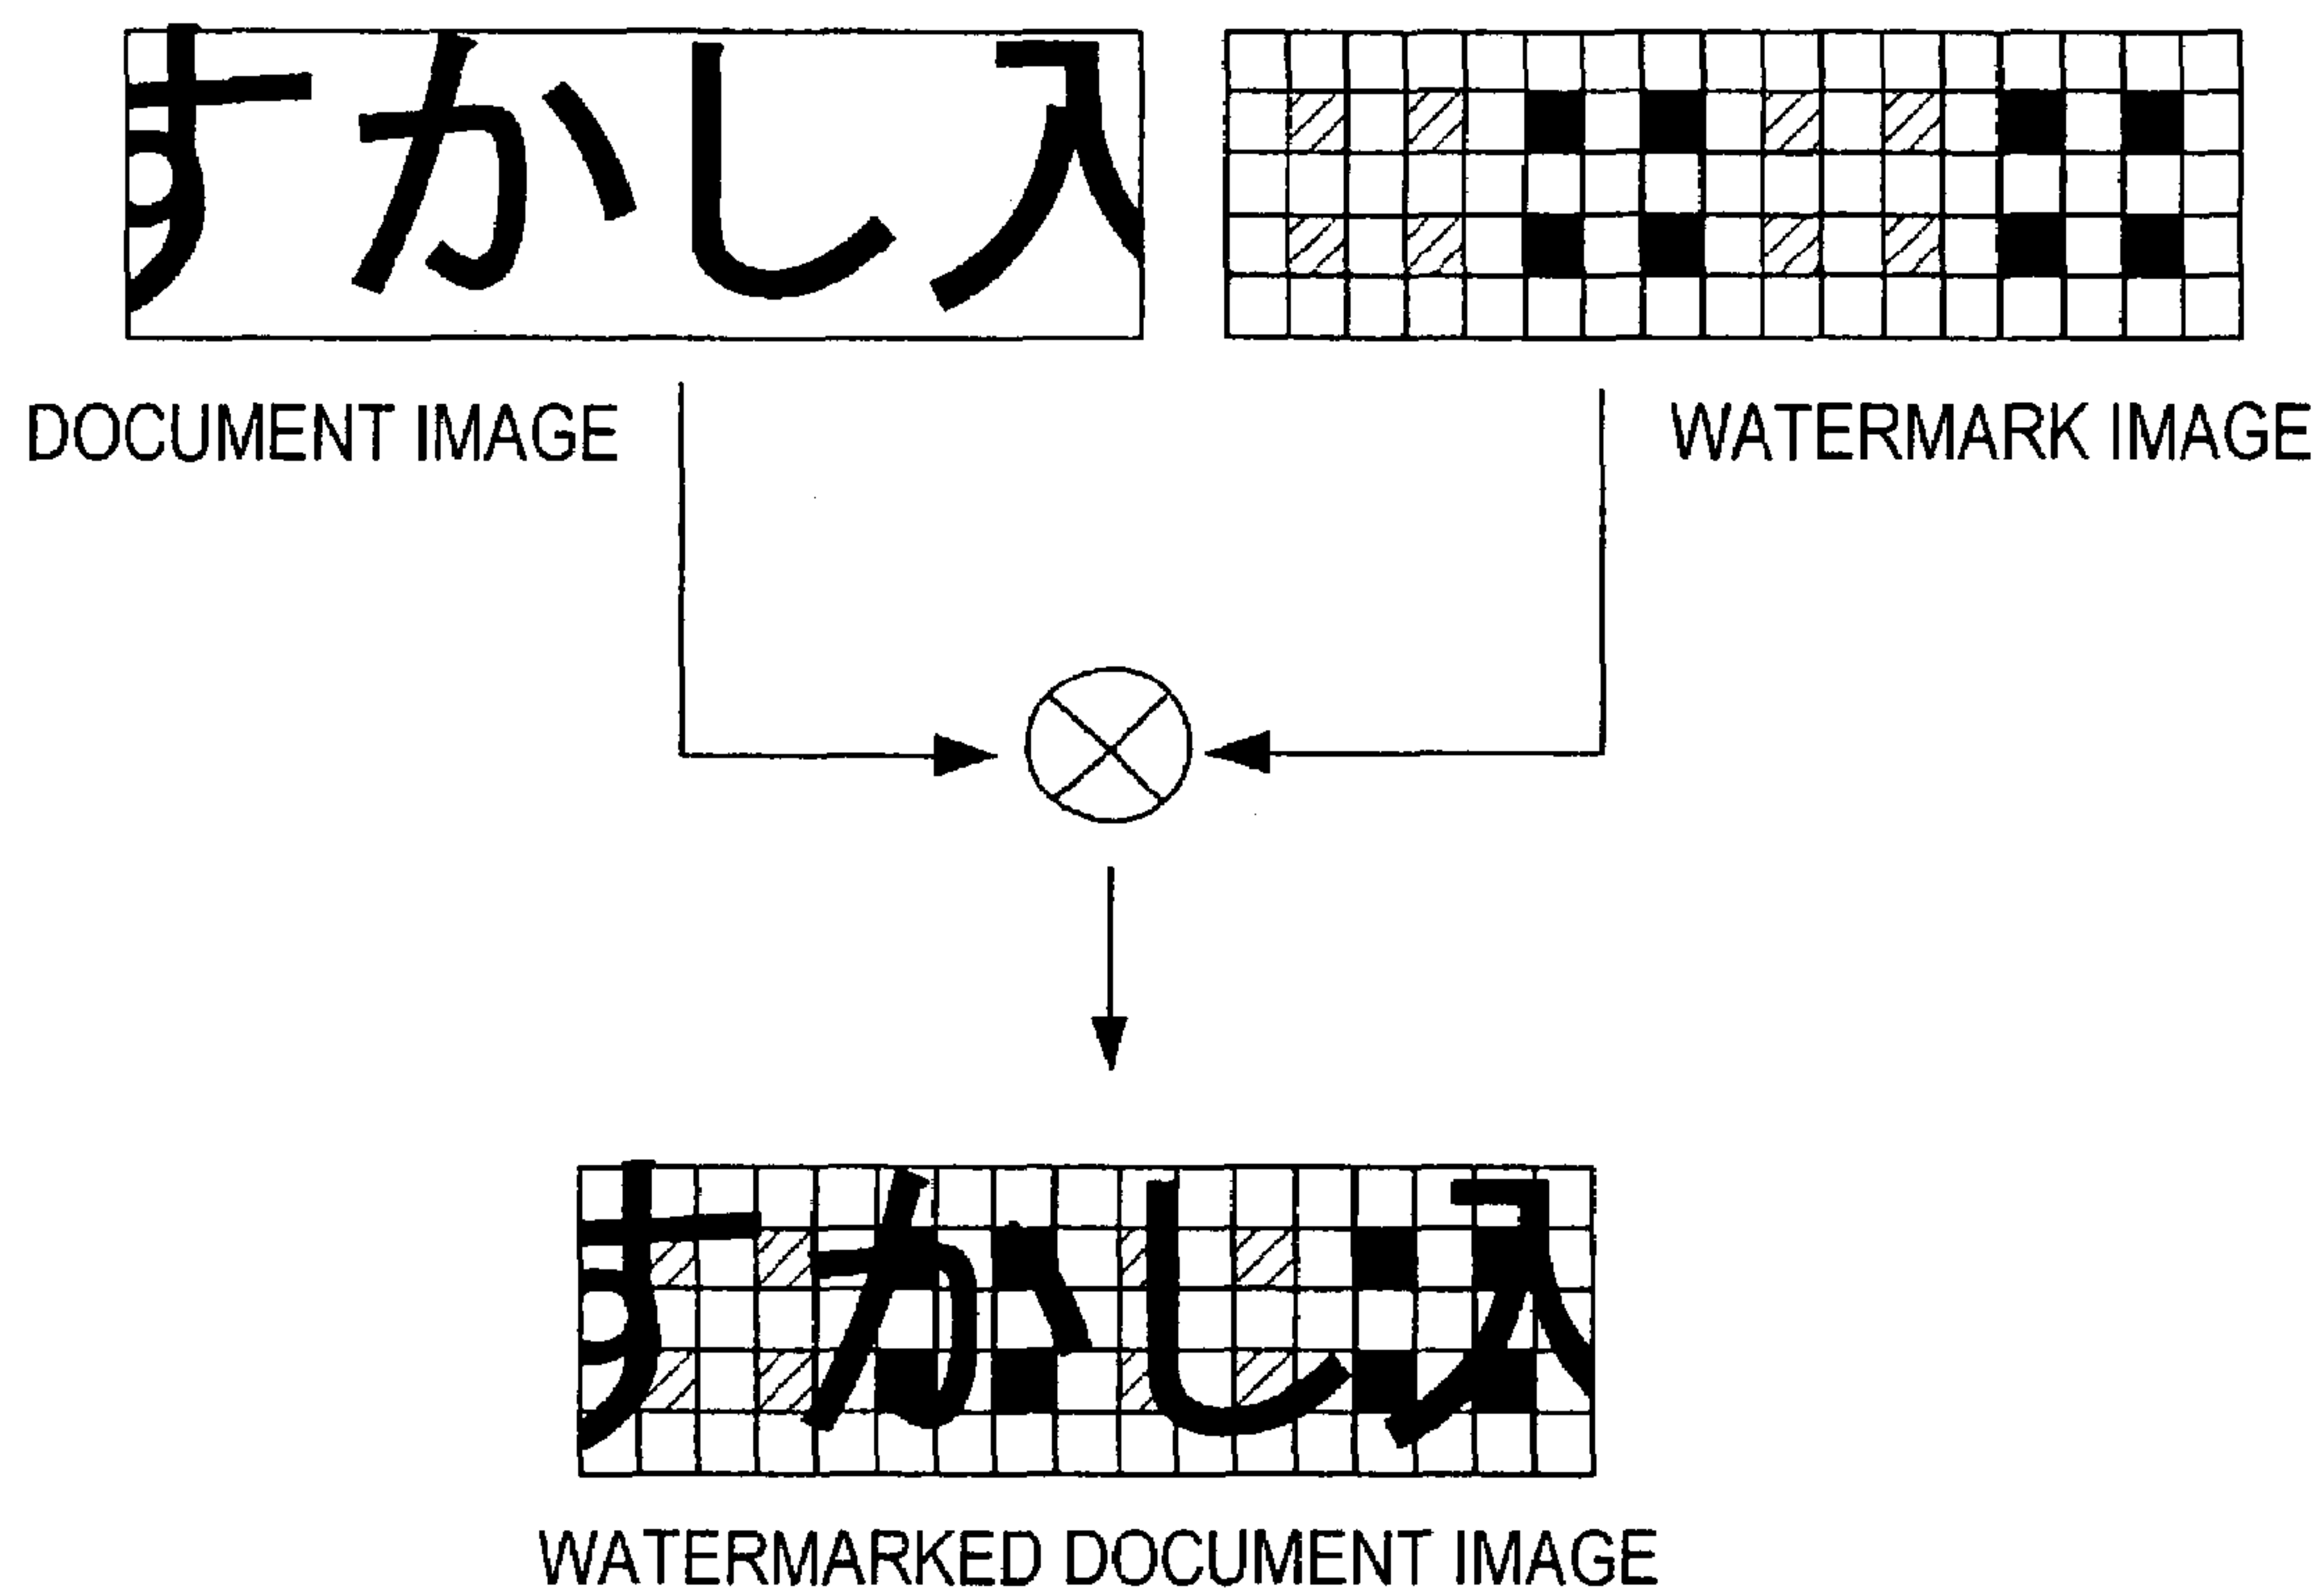 すかし入
DOCUMENT IMAGE
WATERMARK IMAGE
すかし入
WATERMARKED DOCUMENT IMAGE